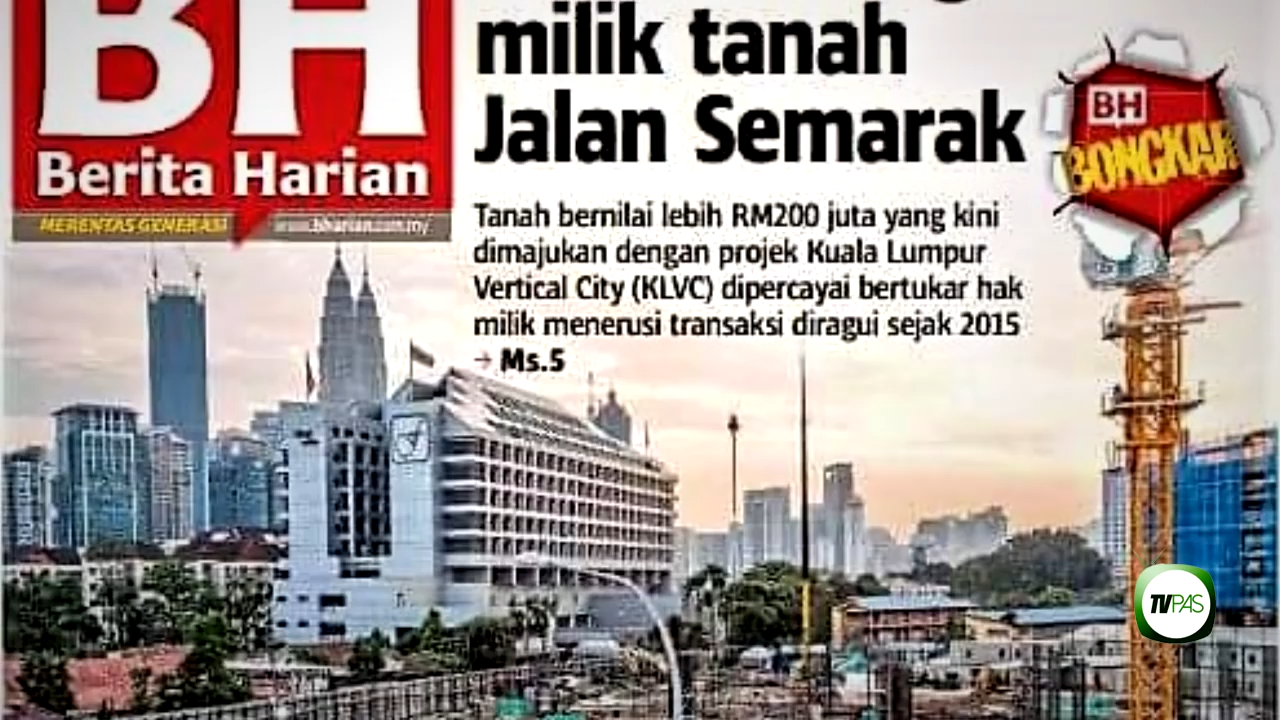 BH
Berita Harian
MERENTAS GENERASI www.bharian.com.my
milik tanah
Jalan Semarak
Tanah bernilai lebih RM200 juta yang kini
dimajukan dengan projek Kuala Lumpur
Vertical City (KLVC) dipercayai bertukar hak
milik menerusi transaksi diragui sejak 2015
→ Ms.5
BH
BONGKAR
TVPAS